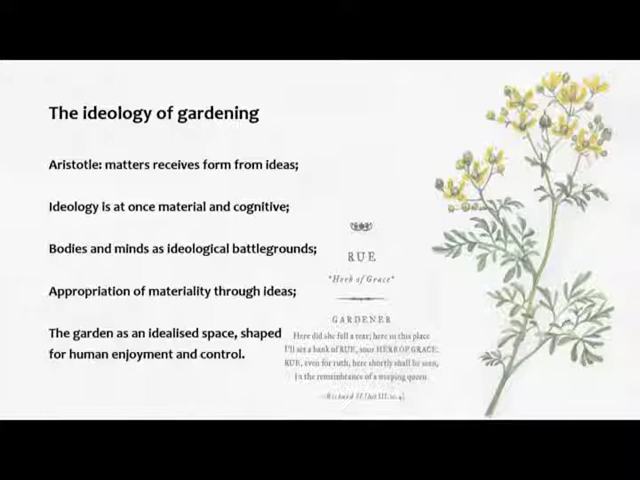 The ideology of gardening
Aristotle: matters receives form from ideas;
Ideology is at once material and cognitive;
Bodies and minds as ideological battlegrounds;
Appropriation of materiality through ideas;
The garden as an idealised space, shaped
for human enjoyment and control.
RUE
"Herb of Grace"
GARDENER
Here did she fall a tear; here in this place
I'll set a bank of RUE, sour HERB OF GRACE:
RUE, even for ruth, here shortly shall be seen,
In the remembrance of a weeping queen.
—Richard II